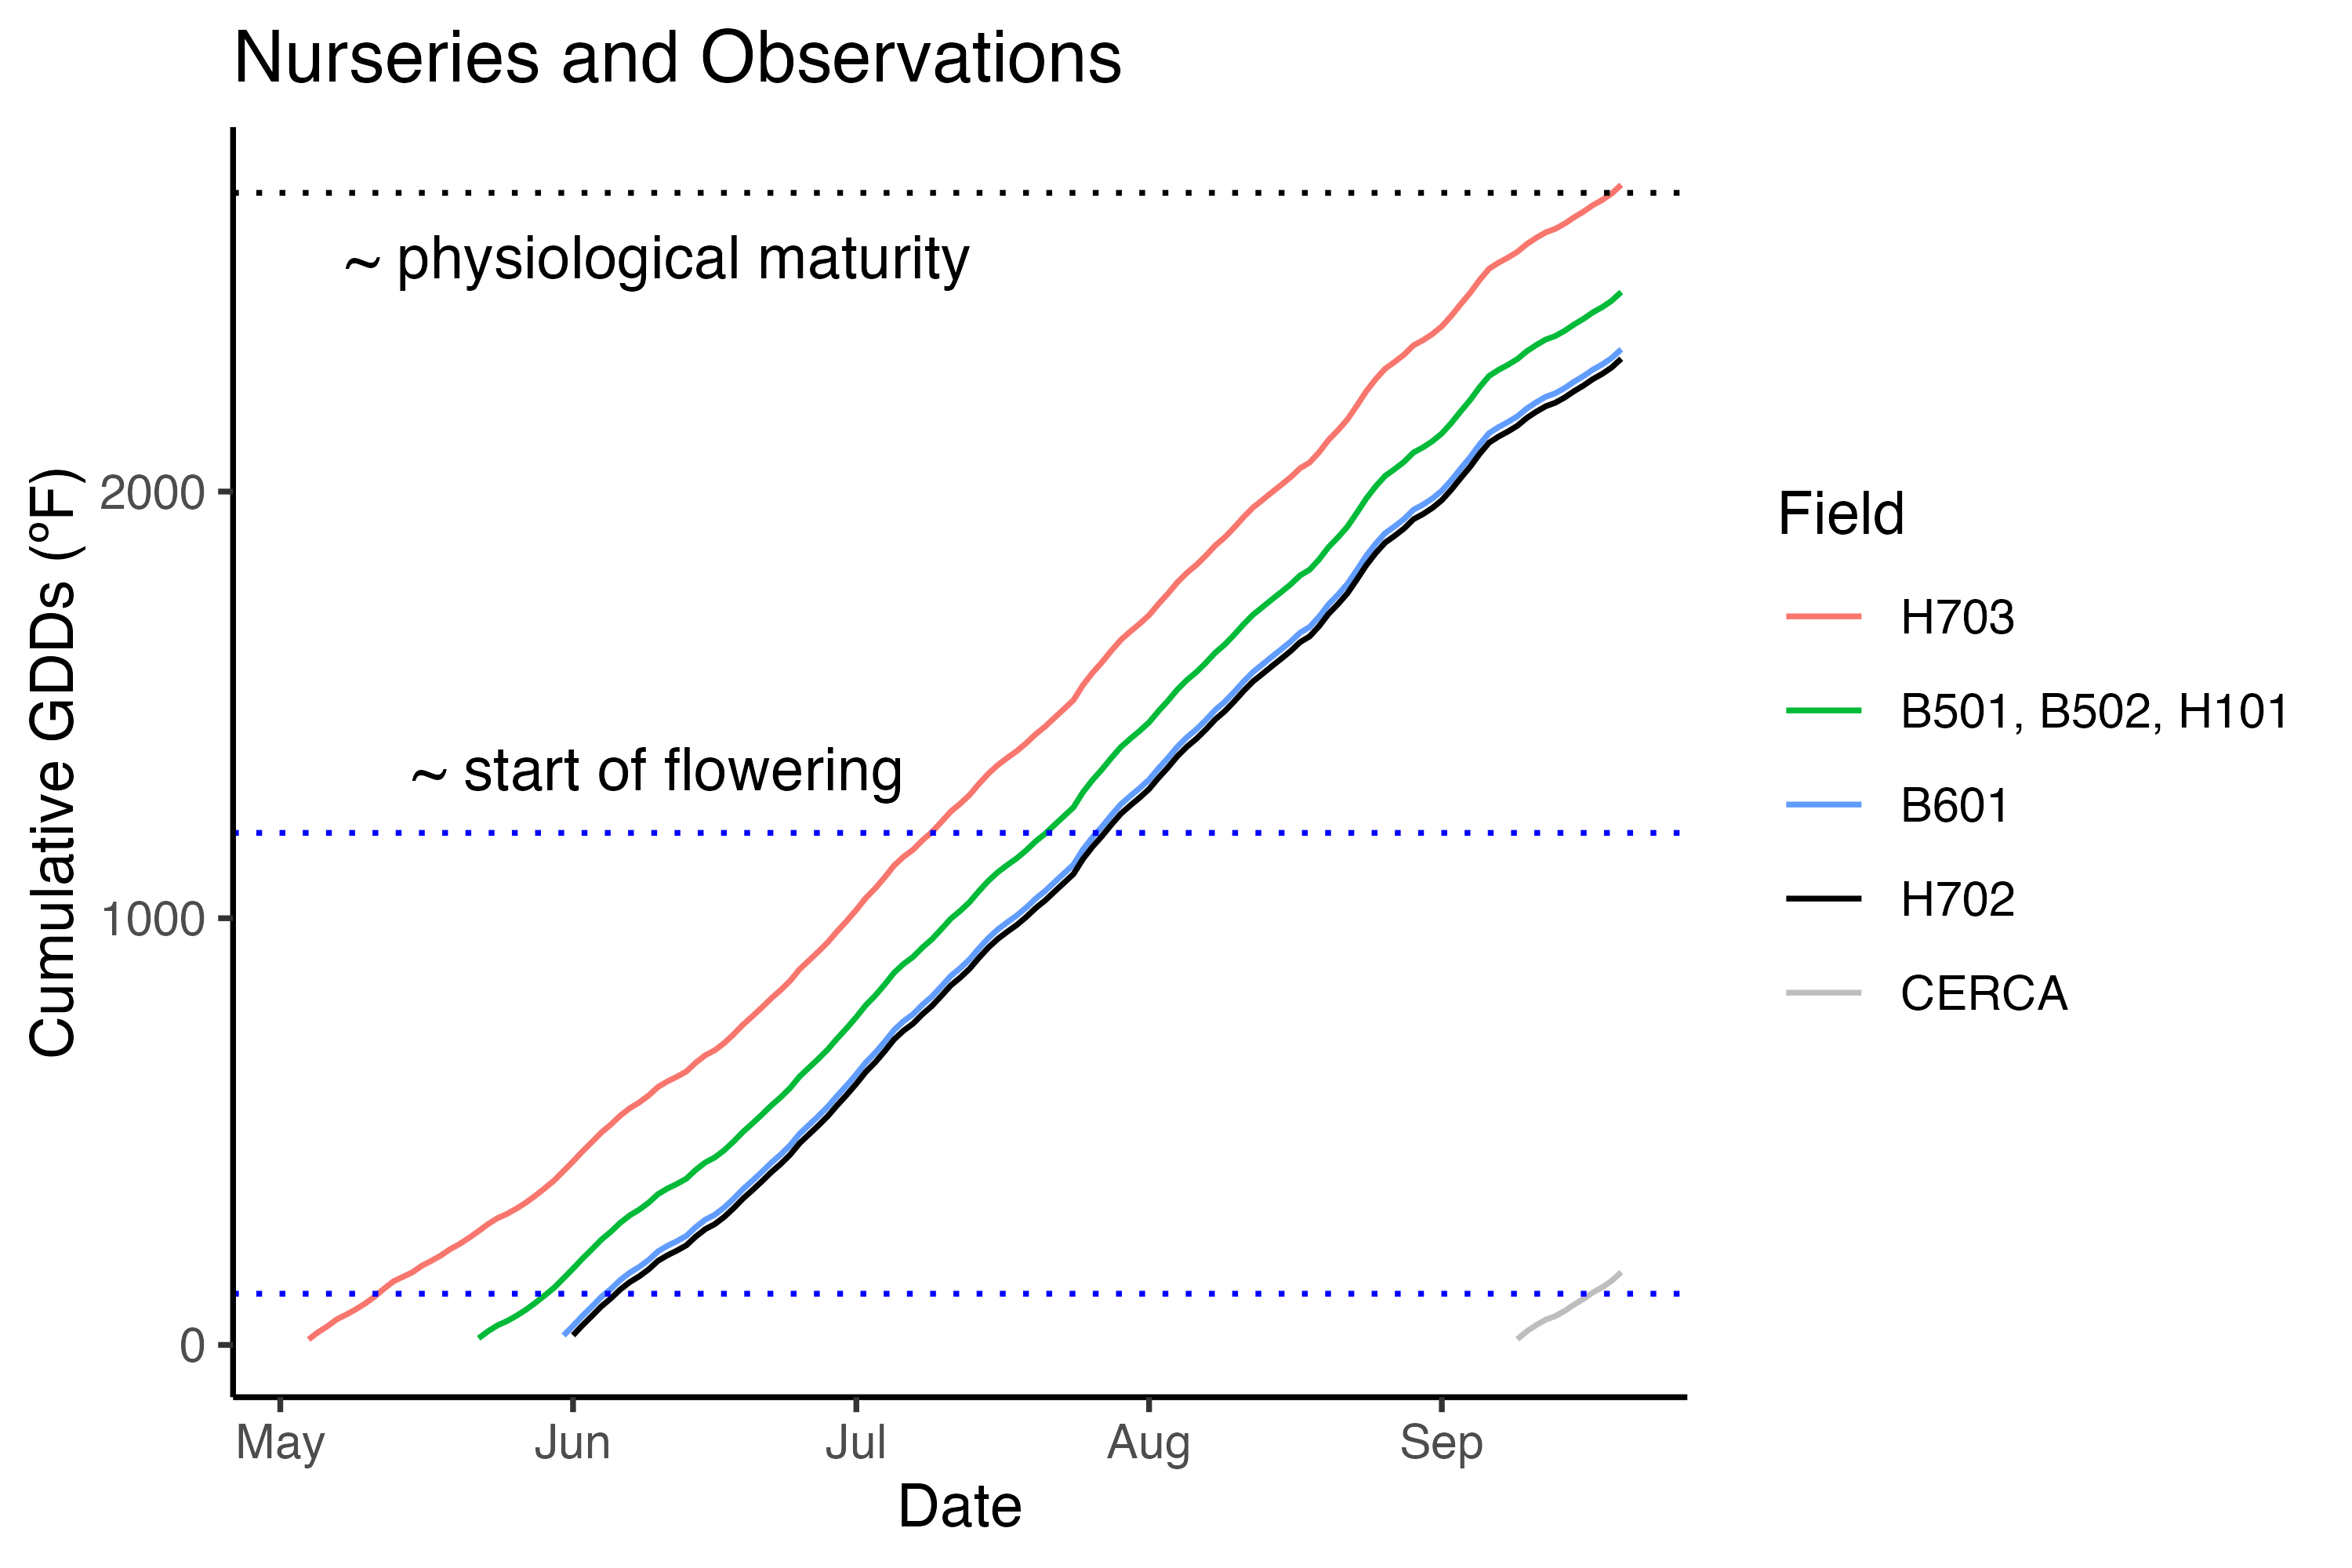 Nurseries and Observations
~ physiological maturity
~ start of flowering
Cumulative GDDs (ºF)
2000
1000
0
May Jun Jul Aug Sep
Date
Field
H703
B501, B502, H101
B601
H702
CERCA